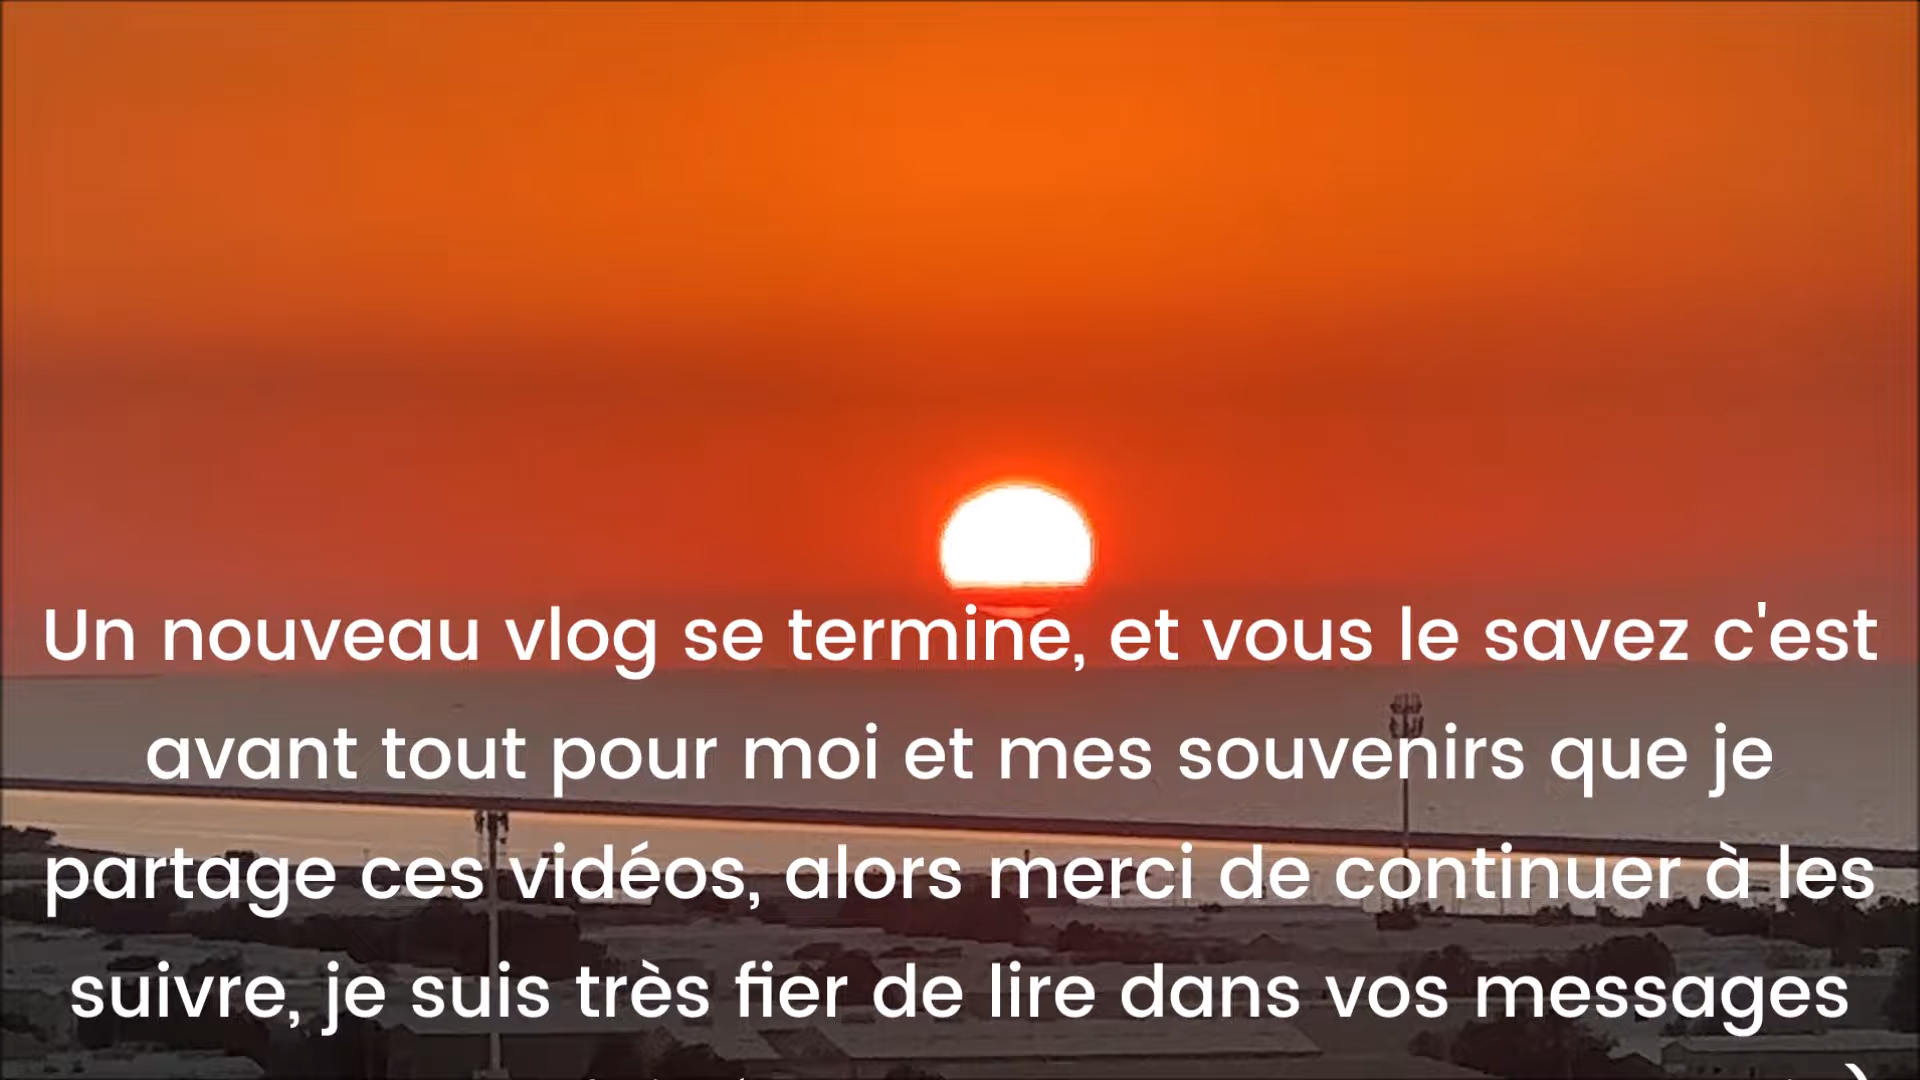 Un nouveau vlog se termine, et vous le savez c'est
avant tout pour moi et mes souvenirs que je
partage ces vidéos, alors merci de continuer à les
suivre, je suis très fier de lire dans vos messages